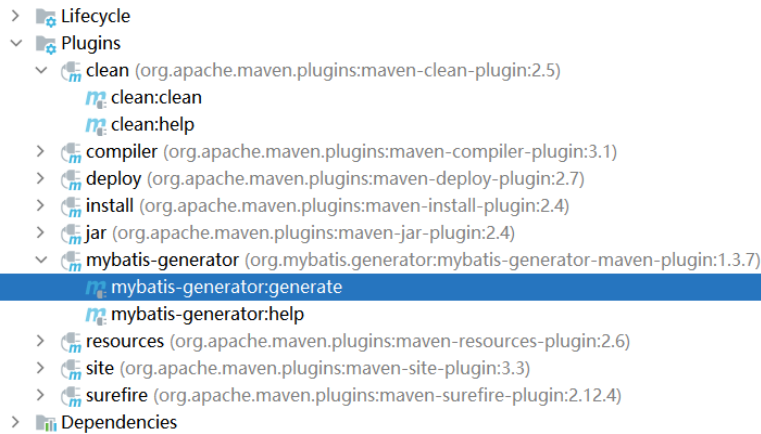 Lifecycle
Plugins
clean (org.apache.maven.plugins:maven-clean-plugin:2.5)
clean:clean
clean:help
compiler (org.apache.maven.plugins:maven-compiler-plugin:3.1)
deploy (org.apache.maven.plugins:maven-deploy-plugin:2.7)
install (org.apache.maven.plugins:maven-install-plugin:2.4)
jar (org.apache.maven.plugins:maven-jar-plugin:2.4)
mybatis-generator (org.mybatis.generator:mybatis-generator-maven-plugin:1.3.7)
mybatis-generator:generate
mybatis-generator:help
resources (org.apache.maven.plugins:maven-resources-plugin:2.6)
site (org.apache.maven.plugins:maven-site-plugin:3.3)
surefire (org.apache.maven.plugins:maven-surefire-plugin:2.12.4)
Dependencies